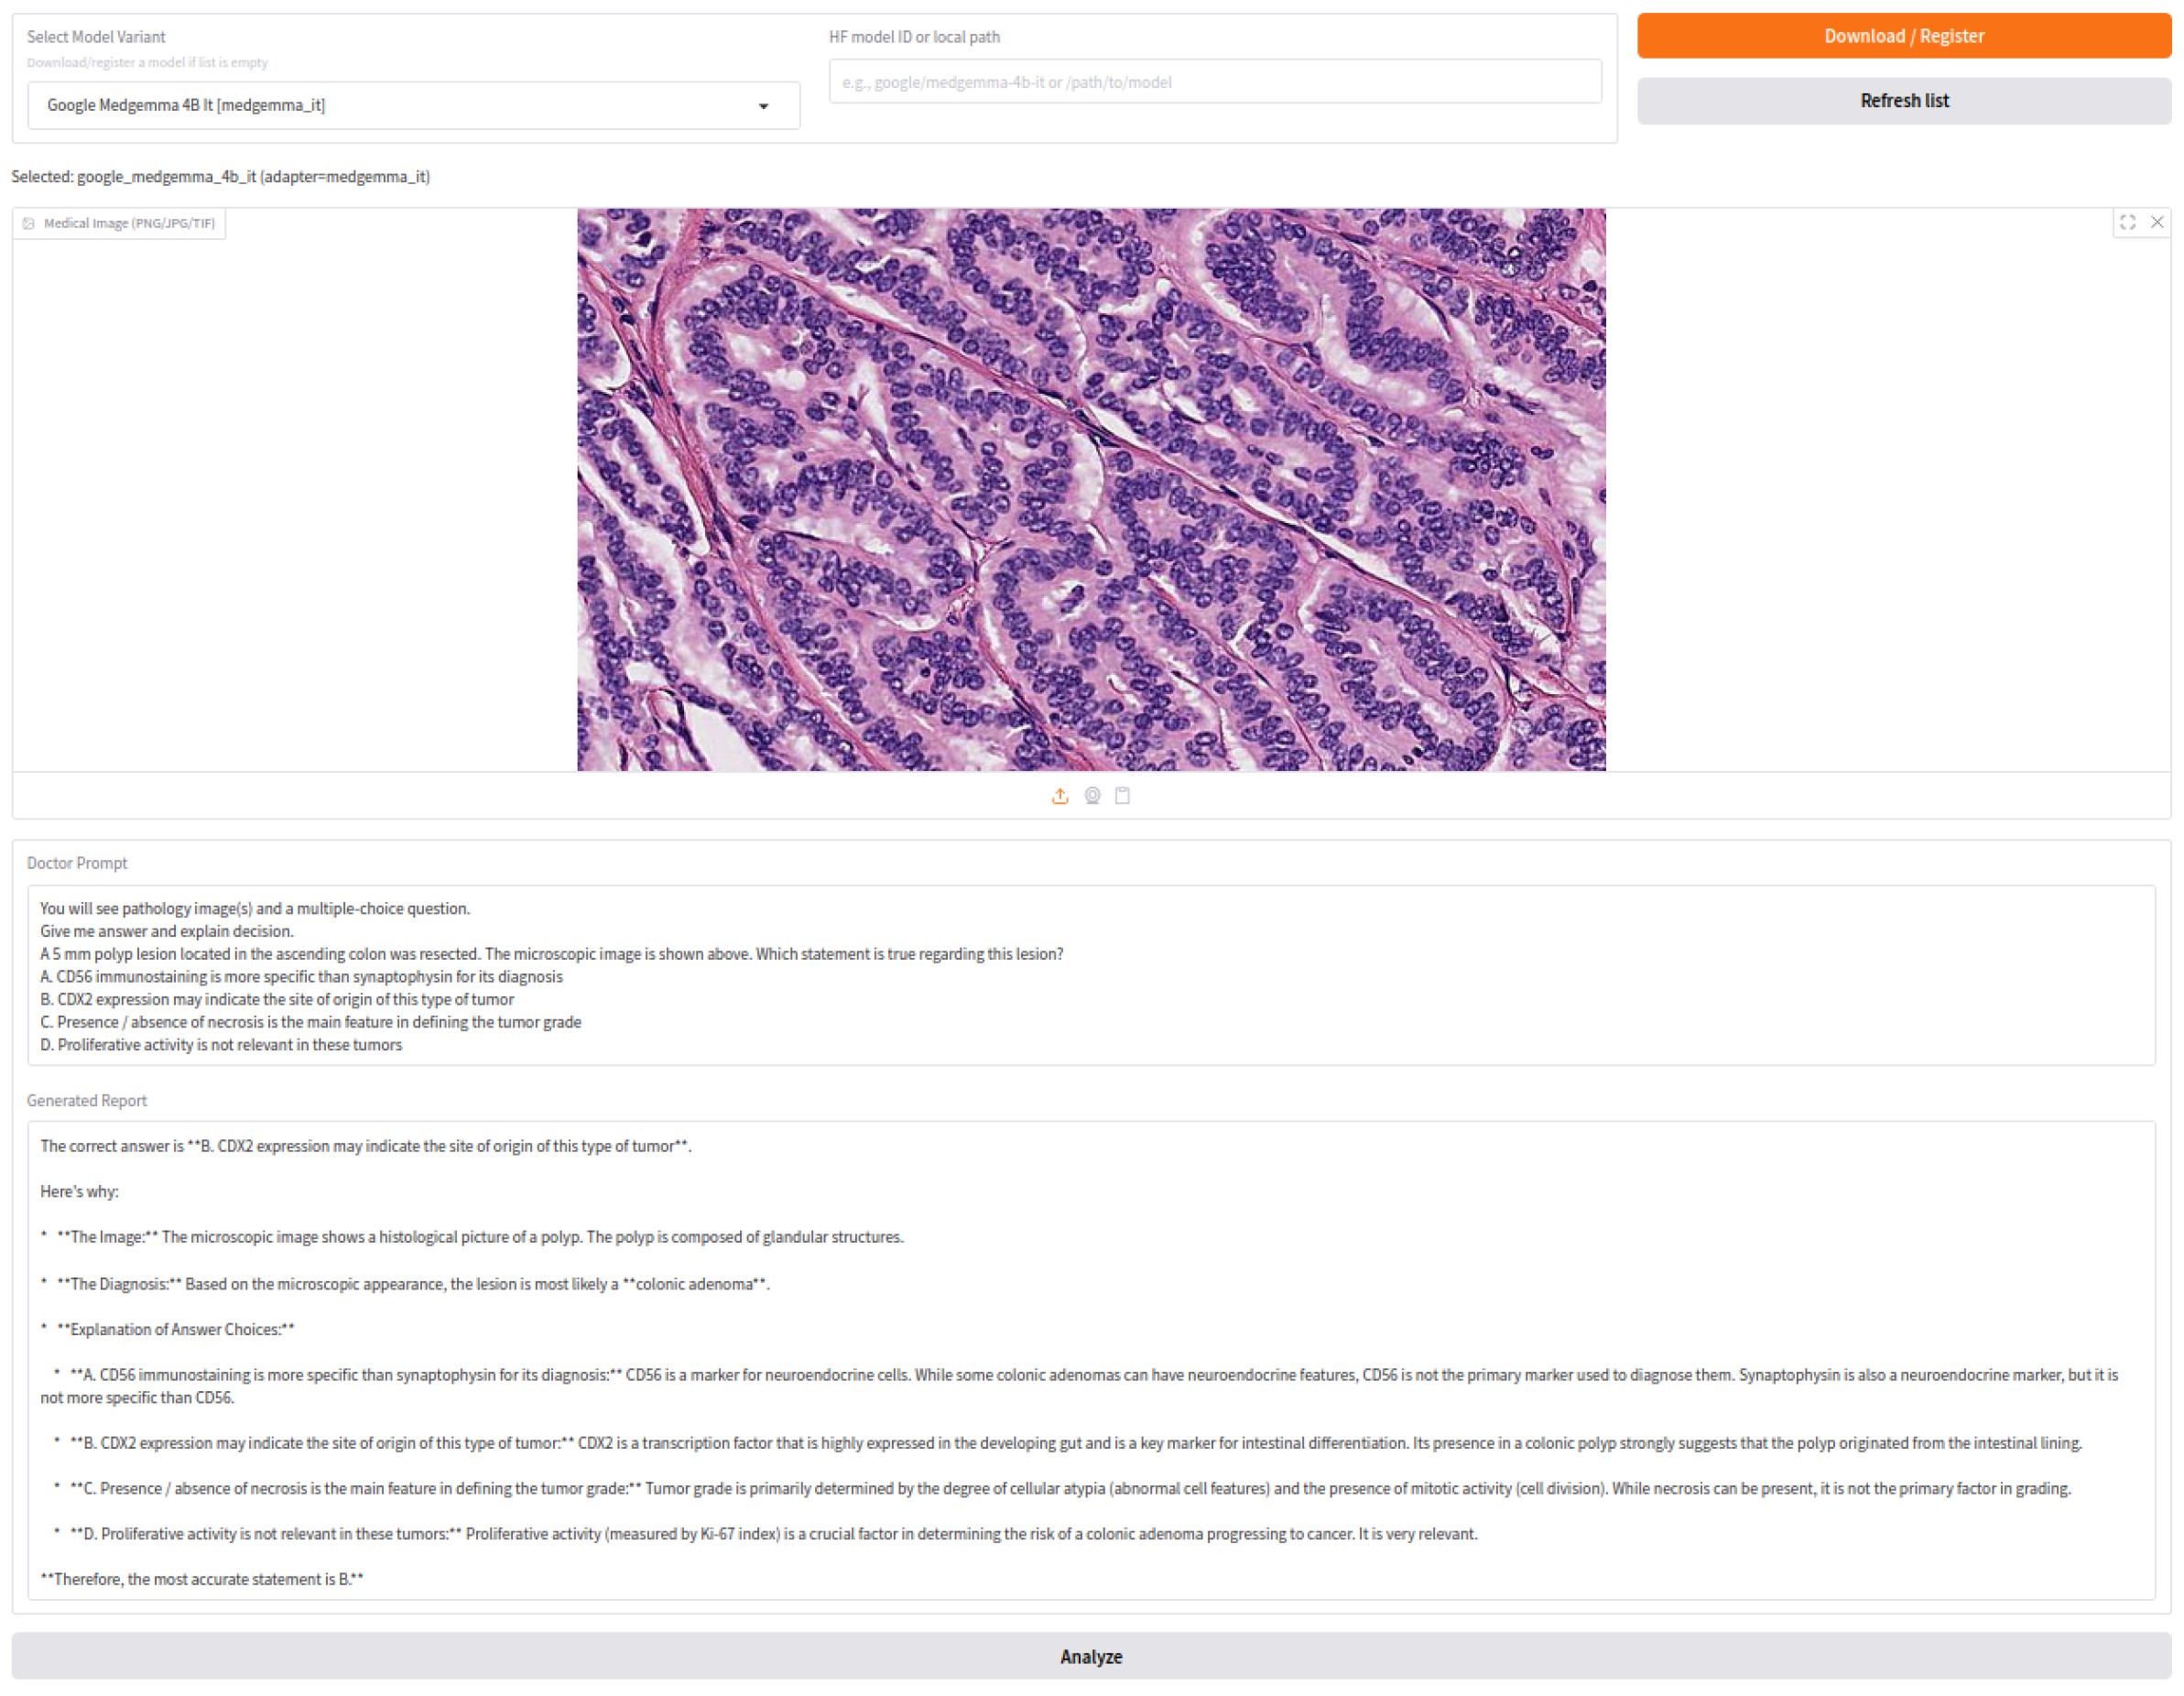 Select Model Variant
Download/register a model if list is empty
Google Medgemma 4B It [medgemma_it]
HF model ID or local path
e.g., google/medgemma-4b-it or /path/to/model
Download / Register
Refresh list
Selected: google_medgemma_4b_it (adapter=medgemma_it)
Medical Image (PNG/JPG/TIF)
Doctor Prompt
You will see pathology image(s) and a multiple-choice question.
Give me answer and explain decision.
A 5 mm polyp lesion located in the ascending colon was resected. The microscopic image is shown above. Which statement is true regarding this lesion?
A. CD56 immunostaining is more specific than synaptophysin for its diagnosis
B. CDX2 expression may indicate the site of origin of this type of tumor
C. Presence / absence of necrosis is the main feature in defining the tumor grade
D. Proliferative activity is not relevant in these tumors
Generated Report
The correct answer is **B. CDX2 expression may indicate the site of origin of this type of tumor**.
Here's why:
* **The Image:** The microscopic image shows a histological picture of a polyp. The polyp is composed of glandular structures.
* **The Diagnosis:** Based on the microscopic appearance, the lesion is most likely a **colonic adenoma**.
* **Explanation of Answer Choices:**
* **A. CD56 immunostaining is more specific than synaptophysin for its diagnosis:** CD56 is a marker for neuroendocrine cells. While some colonic adenomas can have neuroendocrine features, CD56 is not the primary marker used to diagnose them. Synaptophysin is also a neuroendocrine marker, but it is
not more specific than CD56.
* **B. CDX2 expression may indicate the site of origin of this type of tumor:** CDX2 is a transcription factor that is highly expressed in the developing gut and is a key marker for intestinal differentiation. Its presence in a colonic polyp strongly suggests that the polyp originated from the intestinal lining.
* **C. Presence / absence of necrosis is the main feature in defining the tumor grade:** Tumor grade is primarily determined by the degree of cellular atypia (abnormal cell features) and the presence of mitotic activity (cell division). While necrosis can be present, it is not the primary factor in grading.
* **D. Proliferative activity is not relevant in these tumors:** Proliferative activity (measured by Ki-67 index) is a crucial factor in determining the risk of a colonic adenoma progressing to cancer. It is very relevant.
**Therefore, the most accurate statement is B.**
Analyze